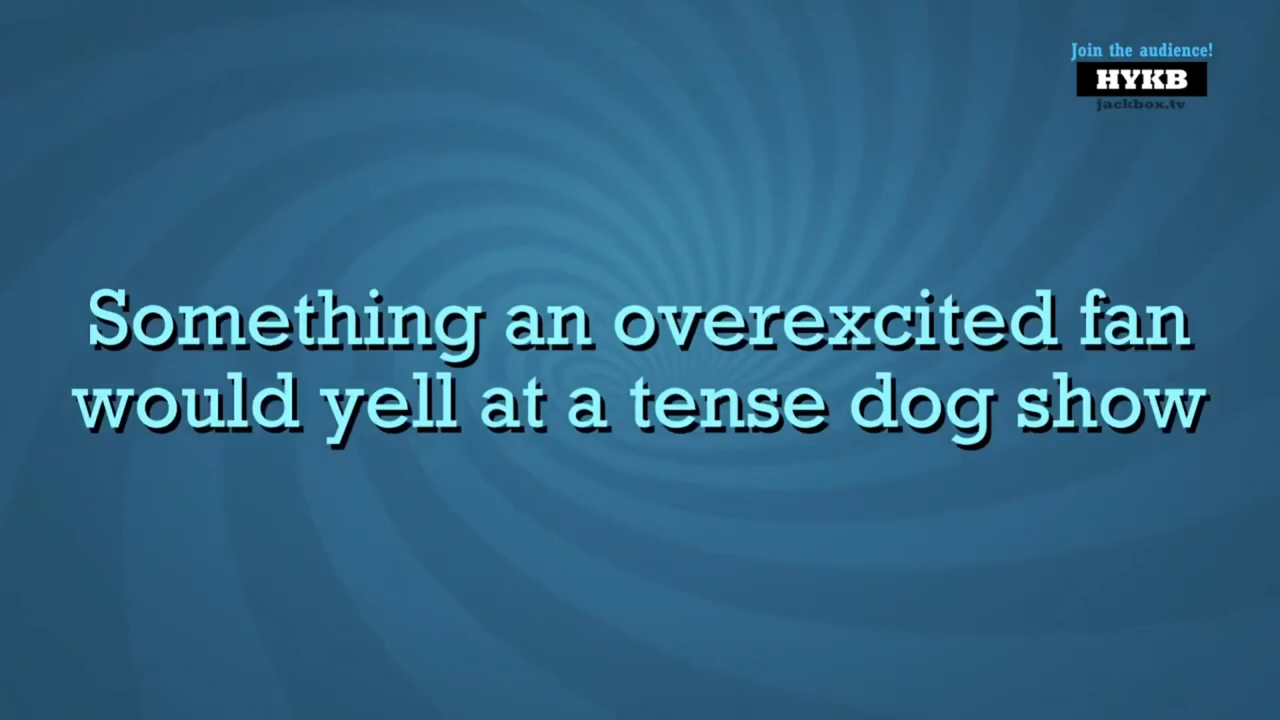 Join the audience!
HYKB
jackbox.tv
Something an overexcited fan
would yell at a tense dog show